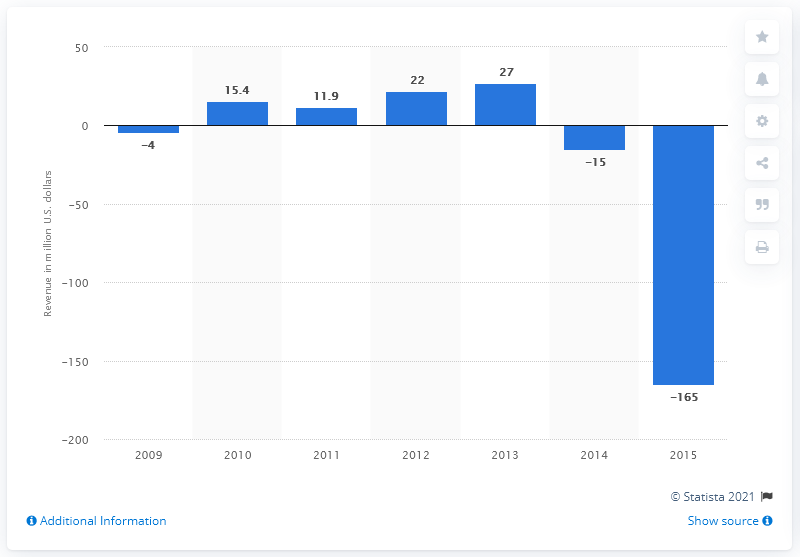 50
27
22
15.4
11.9
0
−4
−15
−50
Revenue in million U.S. dollars
−100
−150
−165
−200
2009 2010 2011 2012 2013 2014 2015
© Statista 2021
Additional Information
Show source